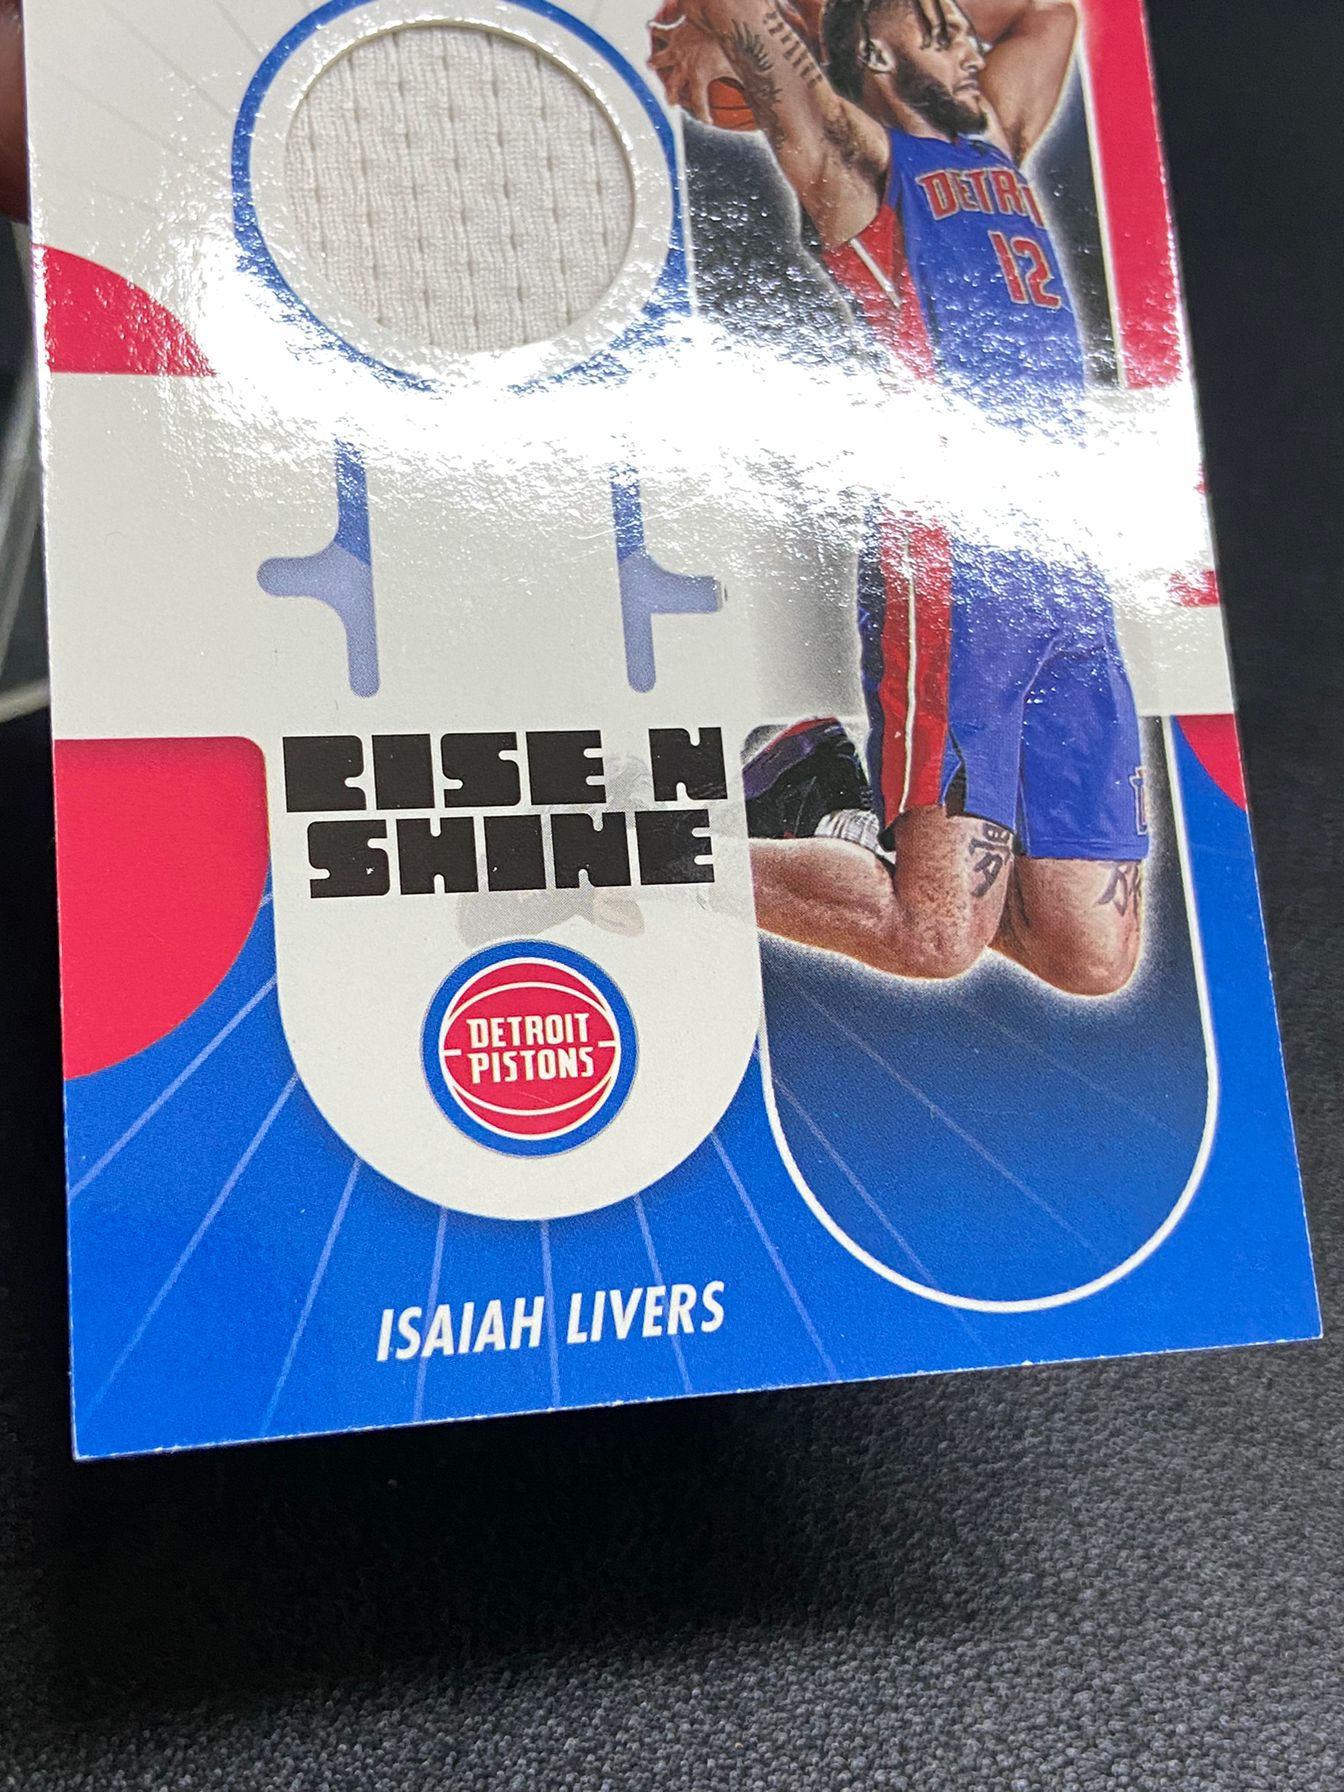 DETROIT
12
RISE N
SHINE
DETROIT
PISTONS
ISAIAH LIVERS